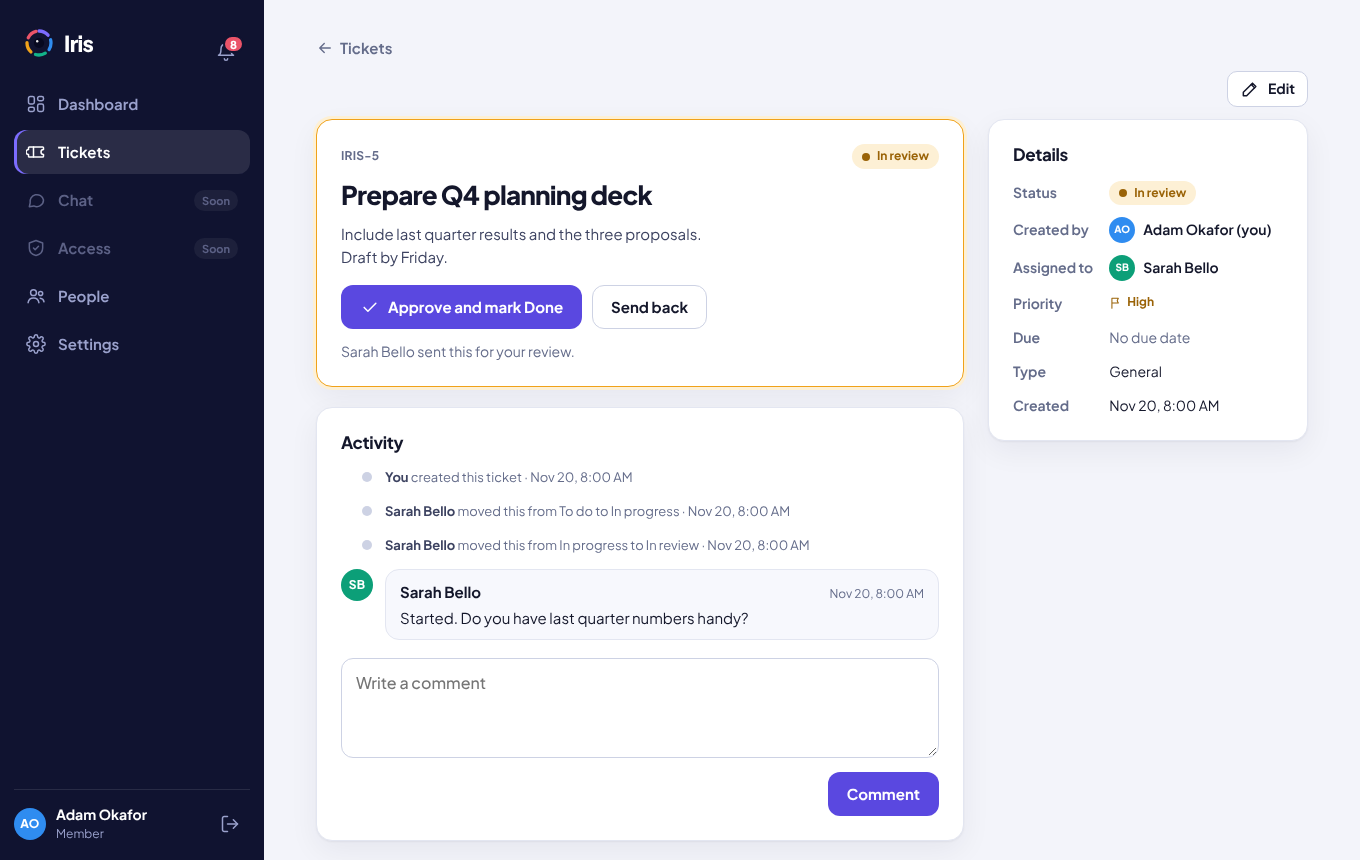 Iris
8
Dashboard
Tickets
Chat
Soon
Access
Soon
People
Settings
Adam Okafor
Member
AO
Tickets
Edit
IRIS-5
In review
Prepare Q4 planning deck
Include last quarter results and the three proposals.
Draft by Friday.
Approve and mark Done
Send back
Sarah Bello sent this for your review.
Activity
You created this ticket · Nov 20, 8:00 AM
Sarah Bello moved this from To do to In progress · Nov 20, 8:00 AM
Sarah Bello moved this from In progress to In review · Nov 20, 8:00 AM
SB
Sarah Bello
Nov 20, 8:00 AM
Started. Do you have last quarter numbers handy?
Write a comment
Comment
Details
Status
In review
Created by
AO
Adam Okafor (you)
Assigned to
SB
Sarah Bello
Priority
High
Due
No due date
Type
General
Created
Nov 20, 8:00 AM